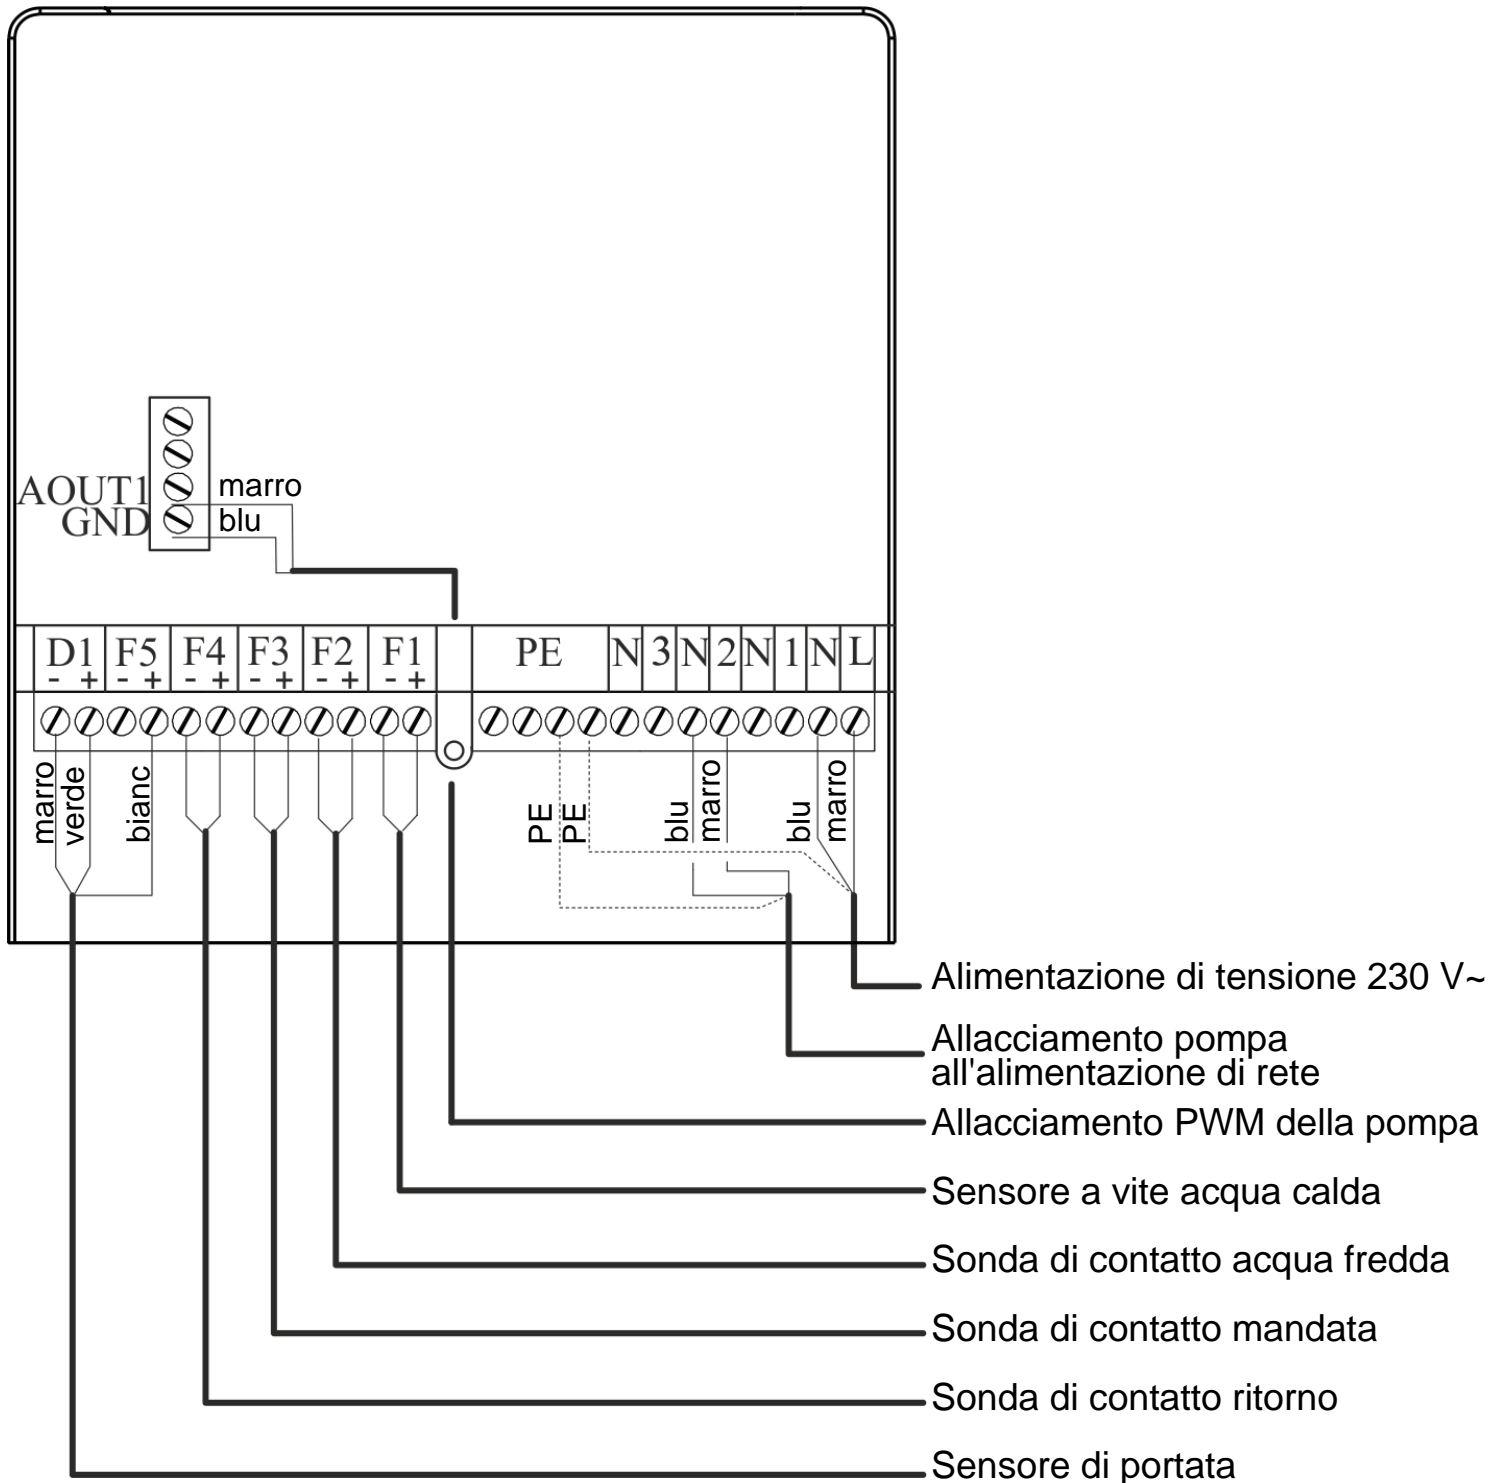 AOUT1 marro
GND blu
D1 F5 F4 F3 F2 F1 PE N 3 N 2 N 1 N L
- + - + - + - + - + - +
marro
verde
bianc
PE
PE
blu
marro
blu
marro
Alimentazione di tensione 230 V~
Allacciamento pompa
all'alimentazione di rete
Allacciamento PWM della pompa
Sensore a vite acqua calda
Sonda di contatto acqua fredda
Sonda di contatto mandata
Sonda di contatto ritorno
Sensore di portata